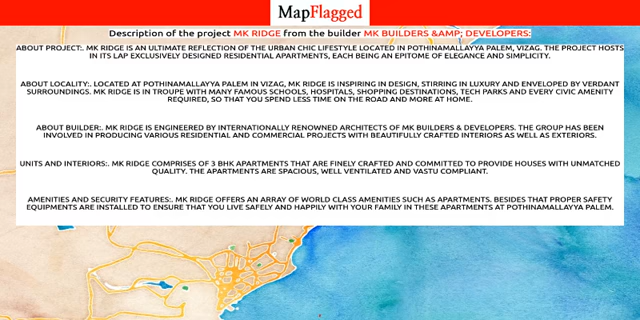 MapFlagged
Description of the project MK RIDGE from the builder MK BUILDERS &AMP; DEVELOPERS:
ABOUT PROJECT:. MK RIDGE IS AN ULTIMATE REFLECTION OF THE URBAN CHIC LIFESTYLE LOCATED IN POTHINAMALLAYYA PALEM, VIZAG. THE PROJECT HOSTS
IN ITS LAP EXCLUSIVELY DESIGNED RESIDENTIAL APARTMENTS, EACH BEING AN EPITOME OF ELEGANCE AND SIMPLICITY.
ABOUT LOCALITY:. LOCATED AT POTHINAMALLAYYA PALEM IN VIZAG, MK RIDGE IS INSPIRING IN DESIGN, STIRRING IN LUXURY AND ENVELOPED BY VERDANT
SURROUNDINGS. MK RIDGE IS IN TROUPE WITH MANY FAMOUS SCHOOLS, HOSPITALS, SHOPPING DESTINATIONS, TECH PARKS AND EVERY CIVIC AMENITY
REQUIRED, SO THAT YOU SPEND LESS TIME ON THE ROAD AND MORE AT HOME.
ABOUT BUILDER:. MK RIDGE IS ENGINEERED BY INTERNATIONALLY RENOWNED ARCHITECTS OF MK BUILDERS & DEVELOPERS. THE GROUP HAS BEEN
INVOLVED IN PRODUCING VARIOUS RESIDENTIAL AND COMMERCIAL PROJECTS WITH BEAUTIFULLY CRAFTED INTERIORS AS WELL AS EXTERIORS.
UNITS AND INTERIORS:. MK RIDGE COMPRISES OF 3 BHK APARTMENTS THAT ARE FINELY CRAFTED AND COMMITTED TO PROVIDE HOUSES WITH UNMATCHED
QUALITY. THE APARTMENTS ARE SPACIOUS, WELL VENTILATED AND VASTU COMPLIANT.
AMENITIES AND SECURITY FEATURES:. MK RIDGE OFFERS AN ARRAY OF WORLD CLASS AMENITIES SUCH AS APARTMENTS. BESIDES THAT PROPER SAFETY
EQUIPMENTS ARE INSTALLED TO ENSURE THAT YOU LIVE SAFELY AND HAPPILY WITH YOUR FAMILY IN THESE APARTMENTS AT POTHINAMALLAYYA PALEM.